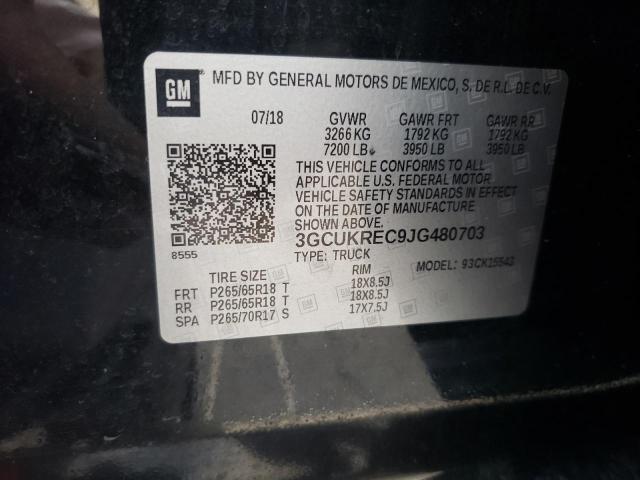 GM
MFD BY GENERAL MOTORS DE MEXICO, S, DE R.L. DE C.V.
07/18 GVWR GAWR FRT GAWR RR
3266 KG 1792 KG 1792 KG
7200 LB 3950 LB 3950 LB
THIS VEHICLE CONFORMS TO ALL
APPLICABLE U.S. FEDERAL MOTOR
VEHICLE SAFETY STANDARDS IN EFFECT
ON THE DATE OF MANUFACTURE
SHOWN ABOVE.
3GCUKREC9JG480703
8555
TYPE: TRUCK MODEL: 93CK15543
TIRE SIZE RIM
FRT P265/65R18 T 18X8.5J
RR P265/65R18 T 18X8.5J
SPA P265/70R17 S 17X7.5J